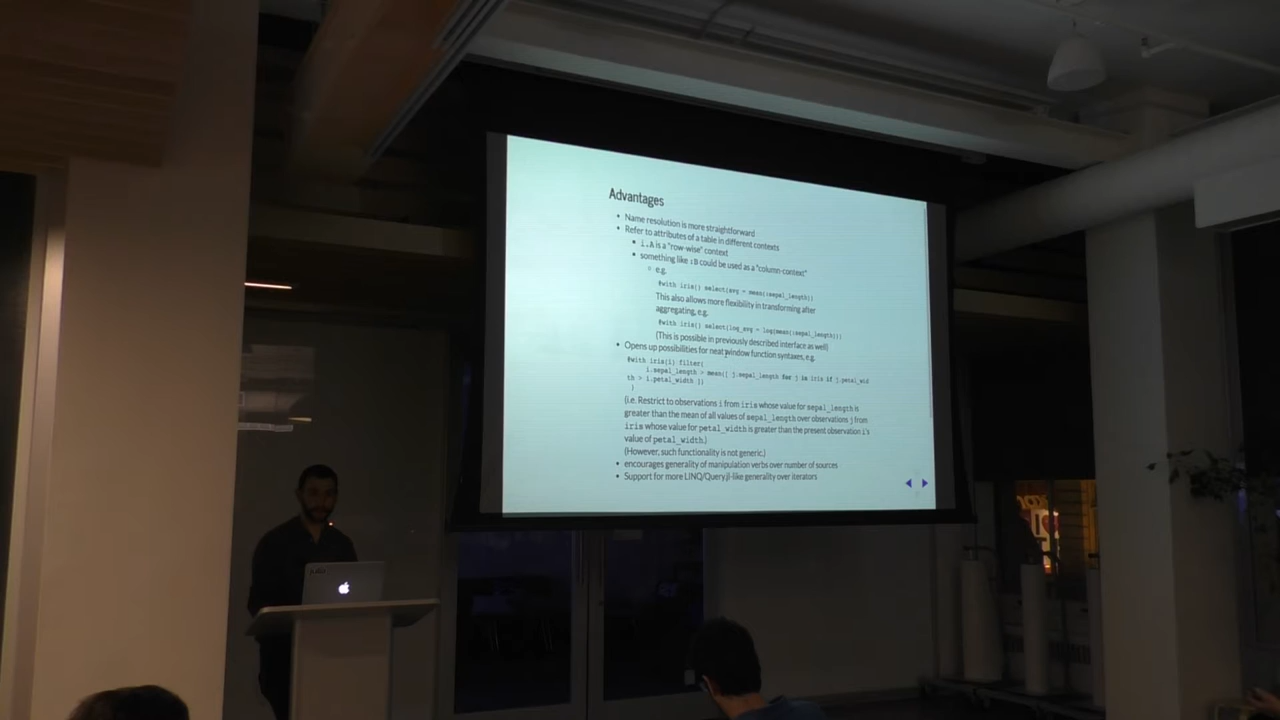 Advantages
• Name resolution is more straightforward
• Refer to attributes of a table in different contexts
• i.A is a "row-wise" context
• something like :B could be used as a "column-context"
◦ e.g.
@with iris() select(avg = mean(:sepal_length))
This also allows more flexibility in transforming after
aggregating, e.g.
@with iris() select(log_avg = log(mean(:sepal_length)))
(This is possible in previously described interface as well)
• Opens up possibilities for neat window function syntaxes, e.g.
@with iris(i) filter(
i.sepal_length > mean([ j.sepal_length for j in iris if j.petal_wid
th > i.petal_width ])
)
(i.e. Restrict to observations i from iris whose value for sepal_length is
greater than the mean of all values of sepal_length over observations j from
iris whose value for petal_width is greater than the present observation i's
value of petal_width.)
(However, such functionality is not generic.)
• encourages generality of manipulation verbs over number of sources
• Support for more LINQ/Query.jl-like generality over iterators